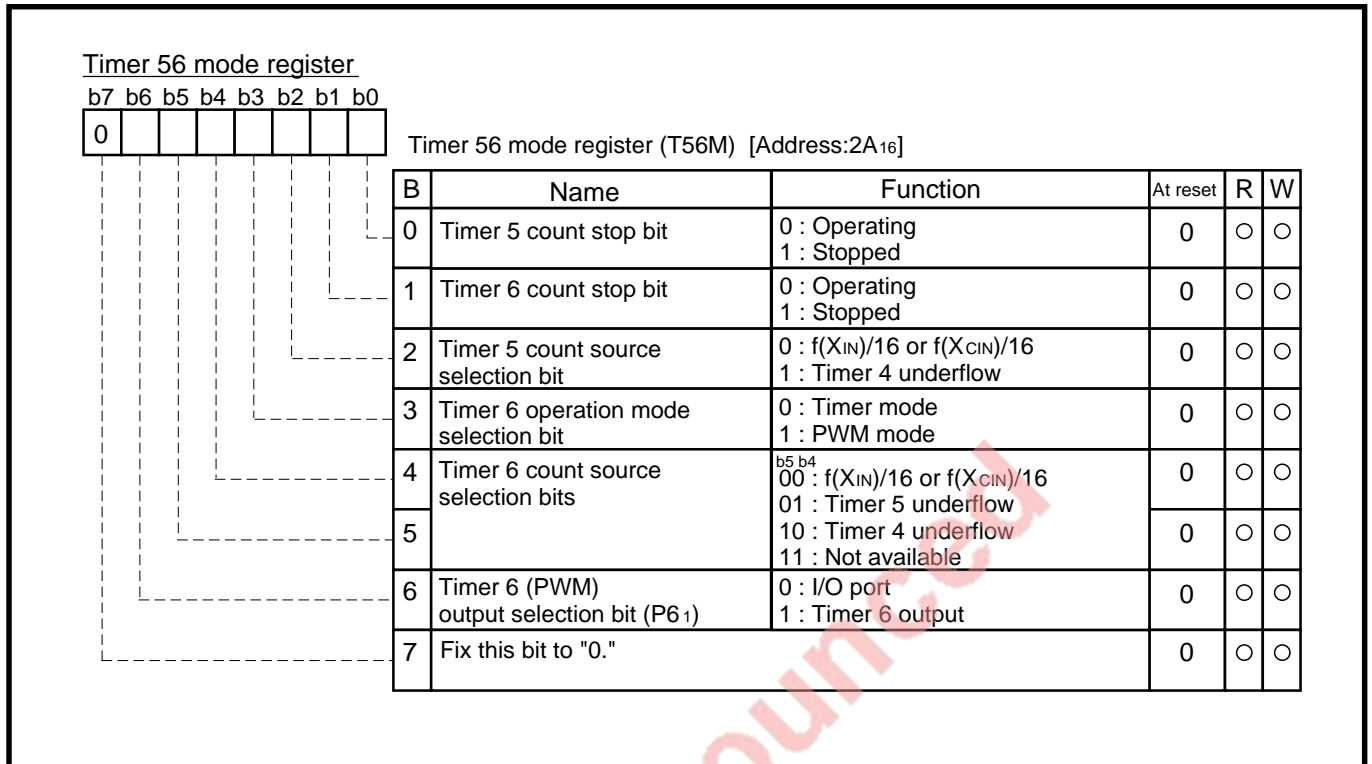 Timer 56 mode register
b7 b6 b5 b4 b3 b2 b1 b0
0
Timer 56 mode register (T56M) [Address:2A16]
B Name Function At reset R W
0 Timer 5 count stop bit 0 : Operating 0 ○ ○
1 : Stopped
1 Timer 6 count stop bit 0 : Operating 0 ○ ○
1 : Stopped
2 Timer 5 count source 0 : f(XIN)/16 or f(XCIN)/16 0 ○ ○
selection bit 1 : Timer 4 underflow
3 Timer 6 operation mode 0 : Timer mode 0 ○ ○
selection bit 1 : PWM mode
b5 b4
4 Timer 6 count source 00 : f(XIN)/16 or f(XCIN)/16 0 ○ ○
selection bits 01 : Timer 5 underflow
5 10 : Timer 4 underflow 0 ○ ○
11 : Not available
6 Timer 6 (PWM) 0 : I/O port 0 ○ ○
output selection bit (P61) 1 : Timer 6 output
7 Fix this bit to "0." 0 ○ ○